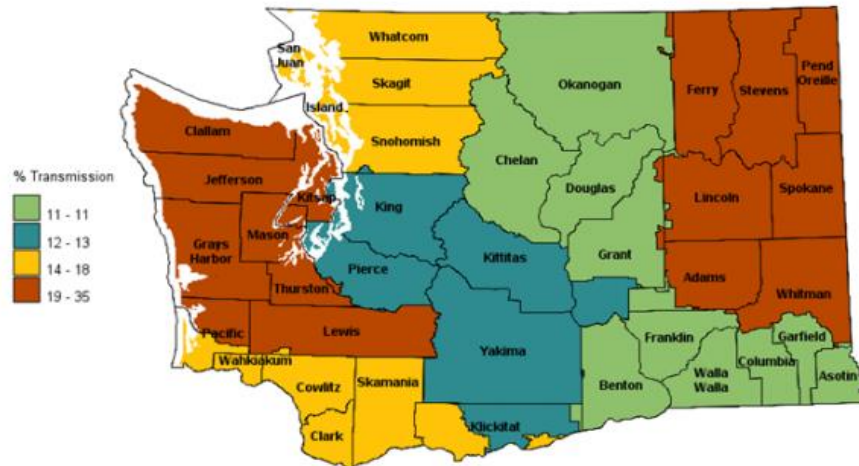 Whatcom
San
Juan
Skagit
Island
Snohomish
Okanogan
Ferry
Stevens
Pend
Oreille
Clallam
Chelan
% Transmission
11 - 11
12 - 13
14 - 18
19 - 35
Jefferson
Kitsap
King
Douglas
Lincoln
Spokane
Grays
Harbor
Mason
Kittitas
Grant
Pierce
Adams
Thurston
Whitman
Pacific
Lewis
Yakima
Franklin
Garfield
Wahkiakum
Cowlitz
Skamania
Benton
Walla
Walla
Columbia
Asotin
Clark
Klickitat